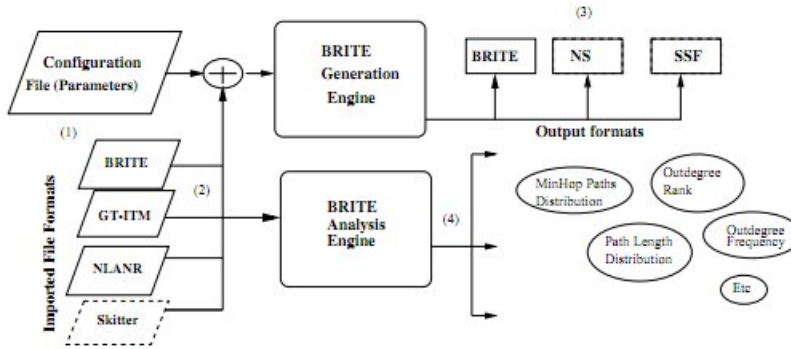 Configuration
File (Parameters)
(1)
BRITE
Generation
Engine
(3)
BRITE
NS
SSF
Output formats
Imported File Formats
BRITE
GT-ITM
NLANR
Skitter
(2)
BRITE
Analysis
Engine
(4)
MinHop Paths
Distribution
Outdegree
Rank
Path Length
Distribution
Outdegree
Frequency
Etc